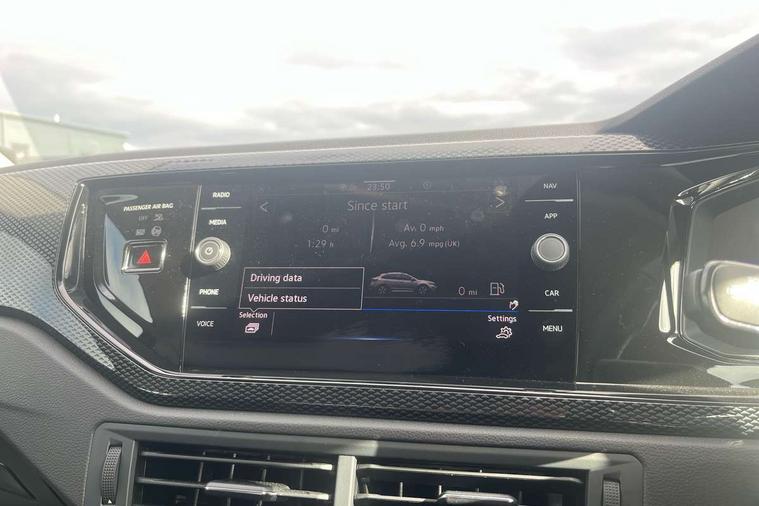 23:50
PASSENGER AIR BAG
OFF
RADIO
MEDIA
PHONE
VOICE
< Since start >
0 mi
1:29 h
Av. 0 mph
Avg. 6.9 mpg (UK)
Driving data
Vehicle status
0 mi
Selection
Settings
NAV
APP
CAR
MENU